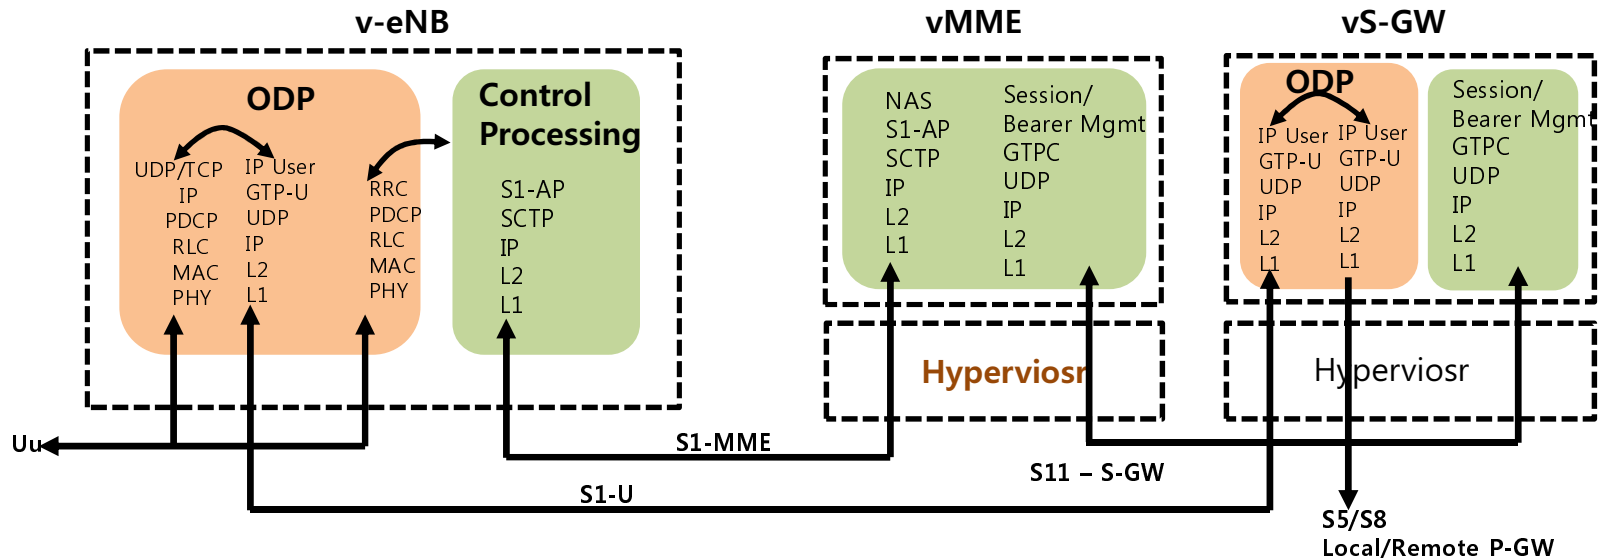 v-eNB
vMME
vS-GW
ODP
UDP/TCP
IP
PDCP
RLC
MAC
PHY
IP User
GTP-U
UDP
IP
L2
L1
RRC
PDCP
RLC
MAC
PHY
Control
Processing
S1-AP
SCTP
IP
L2
L1
NAS
S1-AP
SCTP
IP
L2
L1
Session/
Bearer Mgmt
GTPC
UDP
IP
L2
L1
ODP
IP User
GTP-U
UDP
IP
L2
L1
IP User
GTP-U
UDP
IP
L2
L1
Session/
Bearer Mgmt
GTPC
UDP
IP
L2
L1
Hyperviosr
Hyperviosr
Uu
S1-MME
S11 – S-GW
S1-U
S5/S8
Local/Remote P-GW